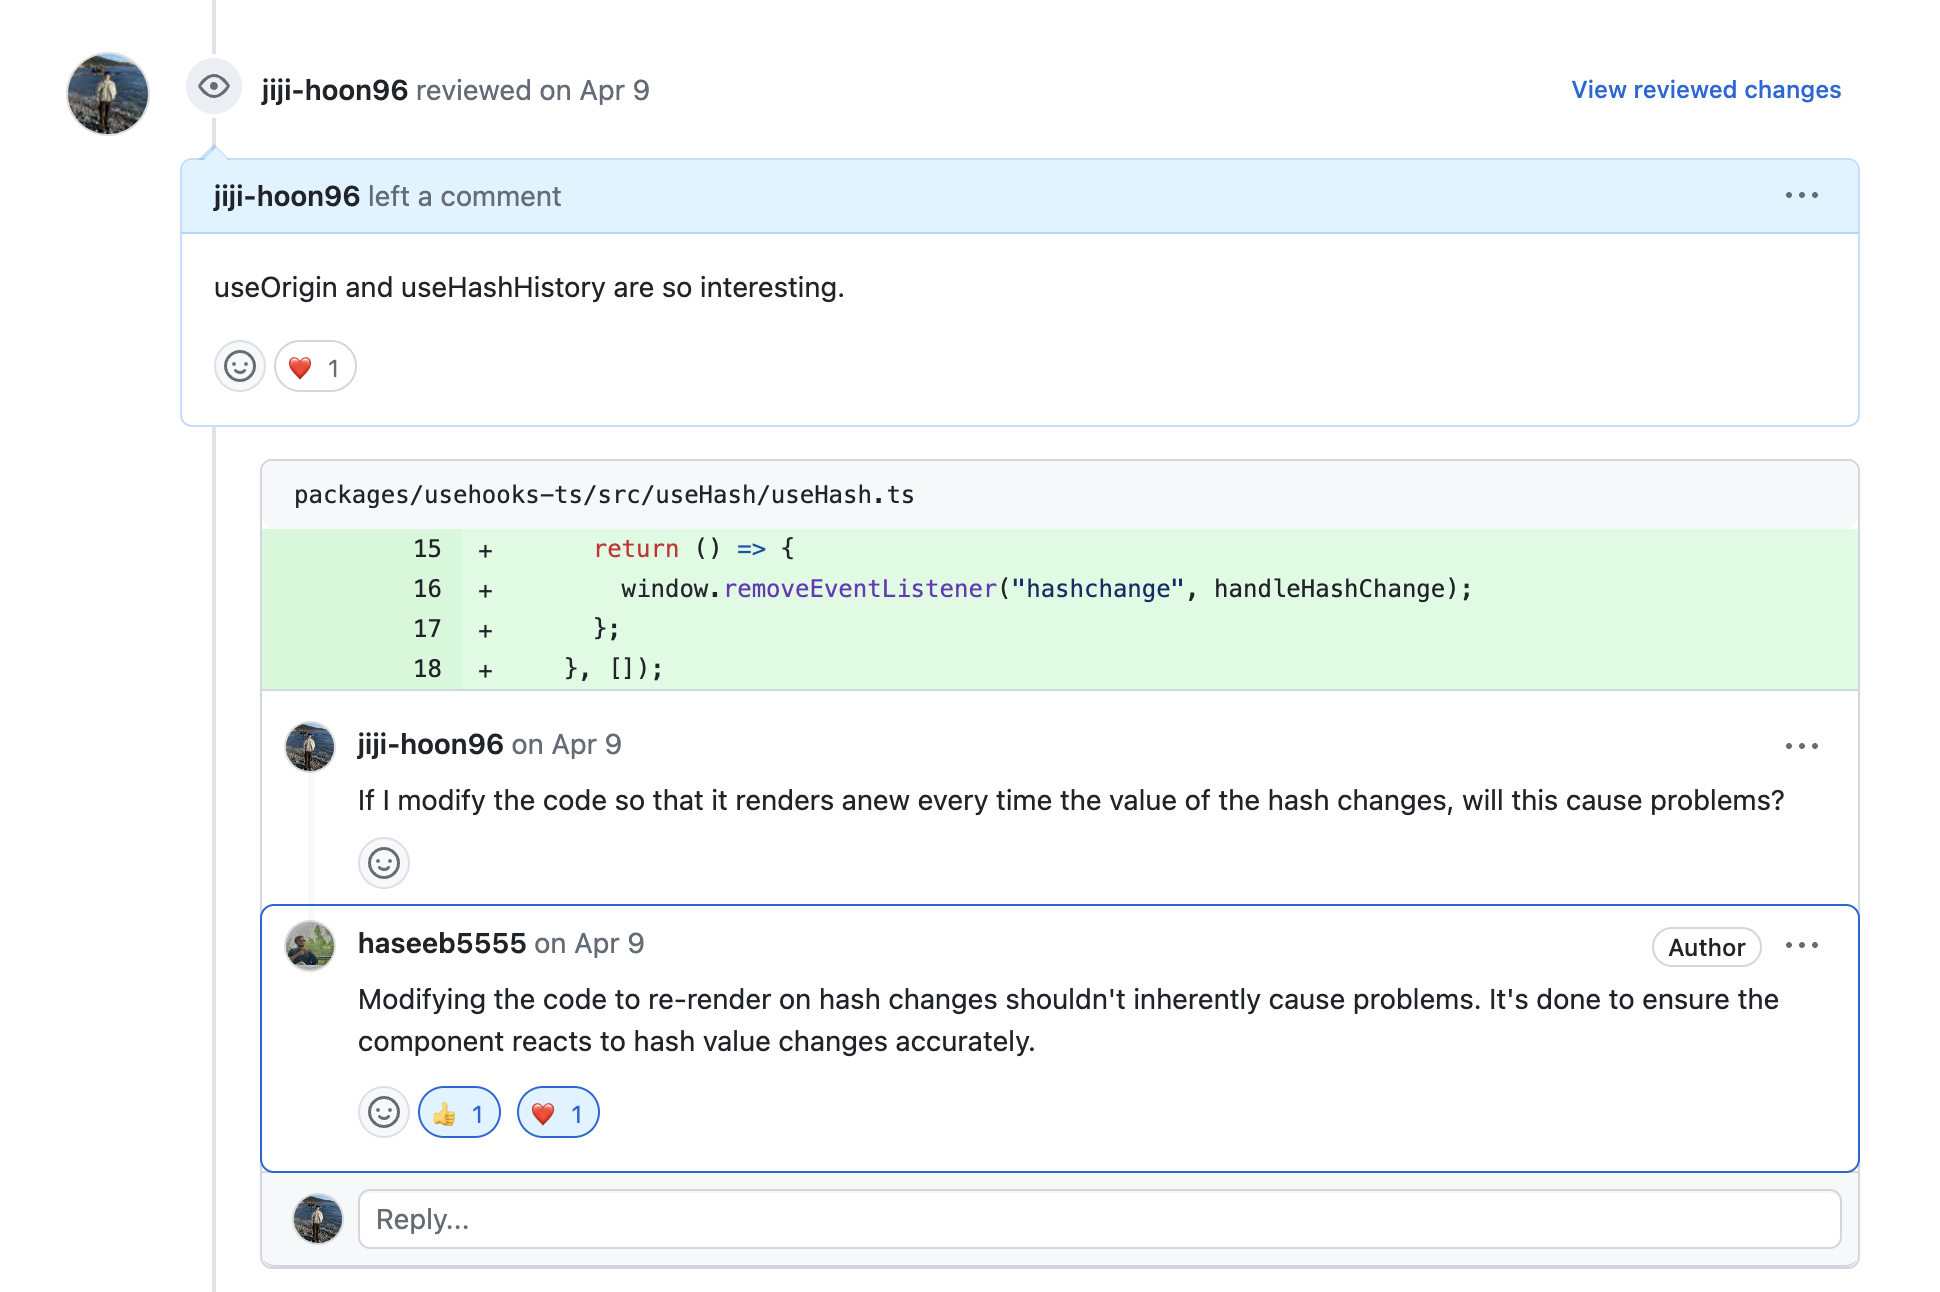 jiji-hoon96 reviewed on Apr 9
View reviewed changes
jiji-hoon96 left a comment
useOrigin and useHashHistory are so interesting.
❤️ 1
packages/usehooks-ts/src/useHash/useHash.ts
15 + return () => {
16 + window.removeEventListener("hashchange", handleHashChange);
17 + };
18 + }, []);
jiji-hoon96 on Apr 9
If I modify the code so that it renders anew every time the value of the hash changes, will this cause problems?
haseeb5555 on Apr 9
Author
Modifying the code to re-render on hash changes shouldn't inherently cause problems. It's done to ensure the
component reacts to hash value changes accurately.
👍 1 ❤️ 1
Reply...